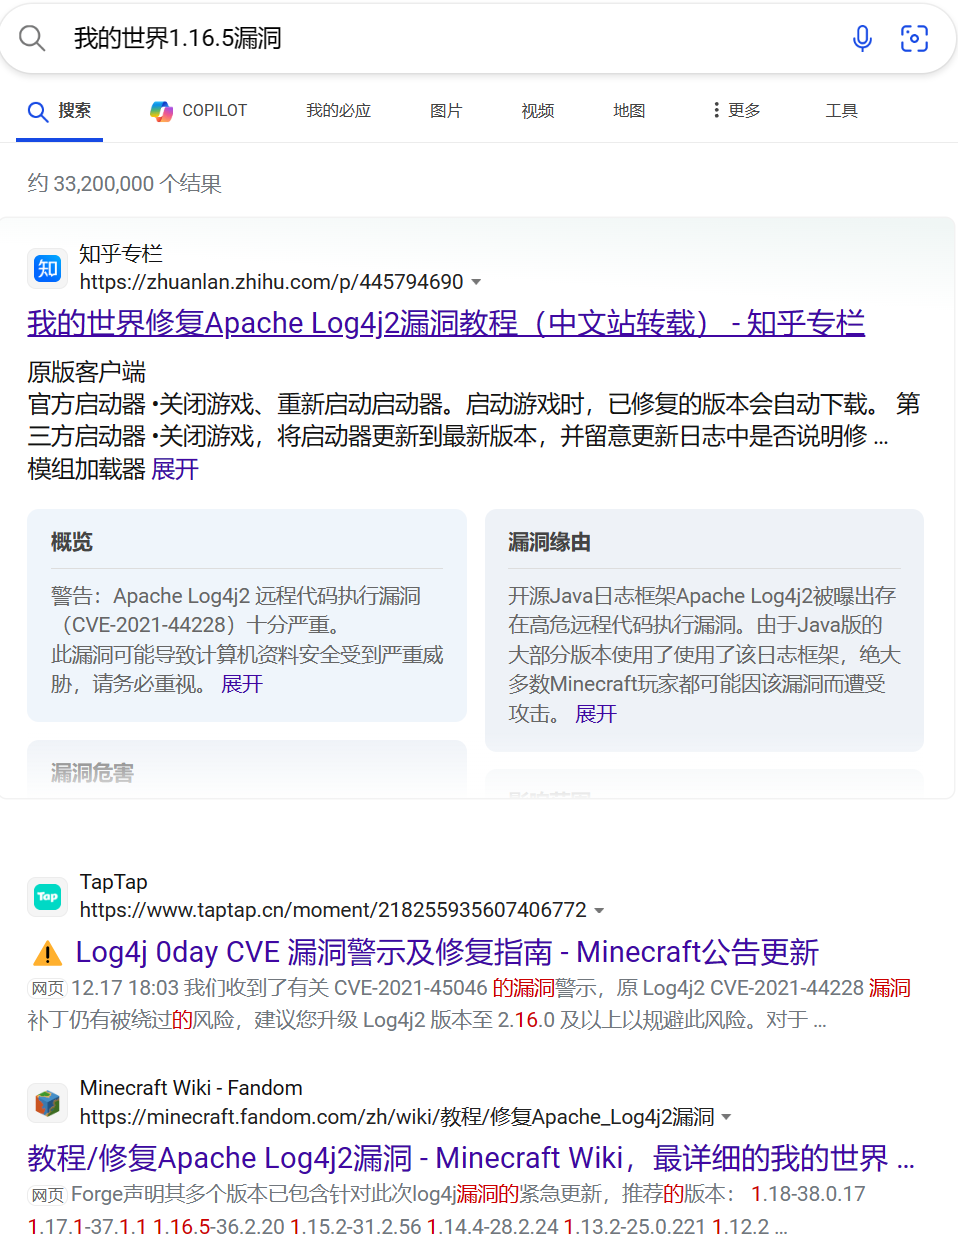 我的世界1.16.5漏洞
搜索 COPILOT 我的必应 图片 视频 地图 更多 工具
约 33,200,000 个结果
知乎专栏
https://zhuanlan.zhihu.com/p/445794690
我的世界修复Apache Log4j2漏洞教程（中文站转载） - 知乎专栏
原版客户端
官方启动器 •关闭游戏、重新启动启动器。启动游戏时，已修复的版本会自动下载。 第
三方启动器 •关闭游戏，将启动器更新到最新版本，并留意更新日志中是否说明修 ...
模组加载器 展开
概览
警告：Apache Log4j2 远程代码执行漏洞
（CVE-2021-44228）十分严重。
此漏洞可能导致计算机资料安全受到严重威
胁，请务必重视。 展开
漏洞缘由
开源Java日志框架Apache Log4j2被曝出存
在高危远程代码执行漏洞。由于Java版的
大部分版本使用了使用了该日志框架，绝大
多数Minecraft玩家都可能因该漏洞而遭受
攻击。 展开
漏洞危害
TapTap
https://www.taptap.cn/moment/218255935607406772
Log4j 0day CVE 漏洞警示及修复指南 - Minecraft公告更新
网页 12.17 18:03 我们收到了有关 CVE-2021-45046 的漏洞警示，原 Log4j2 CVE-2021-44228 漏洞
补丁仍有被绕过的风险，建议您升级 Log4j2 版本至 2.16.0 及以上以规避此风险。对于 ...
Minecraft Wiki - Fandom
https://minecraft.fandom.com/zh/wiki/教程/修复Apache_Log4j2漏洞
教程/修复Apache Log4j2漏洞 - Minecraft Wiki，最详细的我的世界 ...
网页 Forge声明其多个版本已包含针对此次log4j漏洞的紧急更新，推荐的版本： 1.18-38.0.17
1.17.1-37.1.1 1.16.5-36.2.20 1.15.2-31.2.56 1.14.4-28.2.24 1.13.2-25.0.221 1.12.2 ...